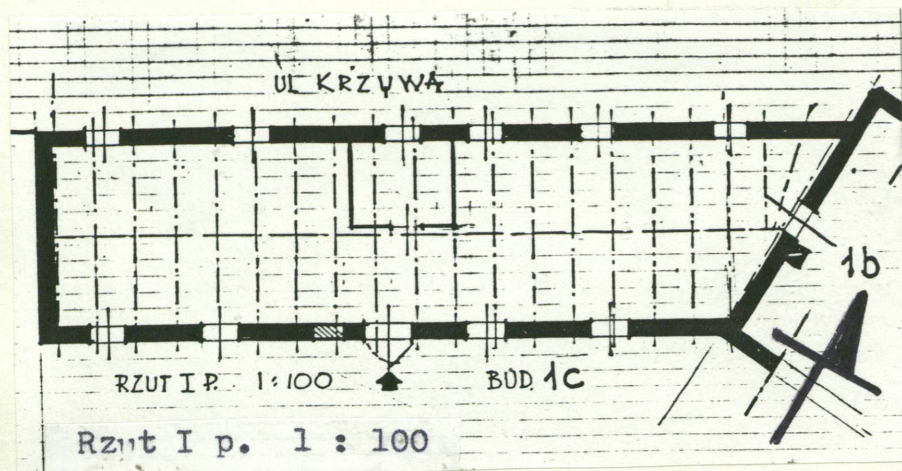 UL KRZYWA
1b
RZUT I P. 1:100
BUD. 1C
Rzut I p. 1 : 100